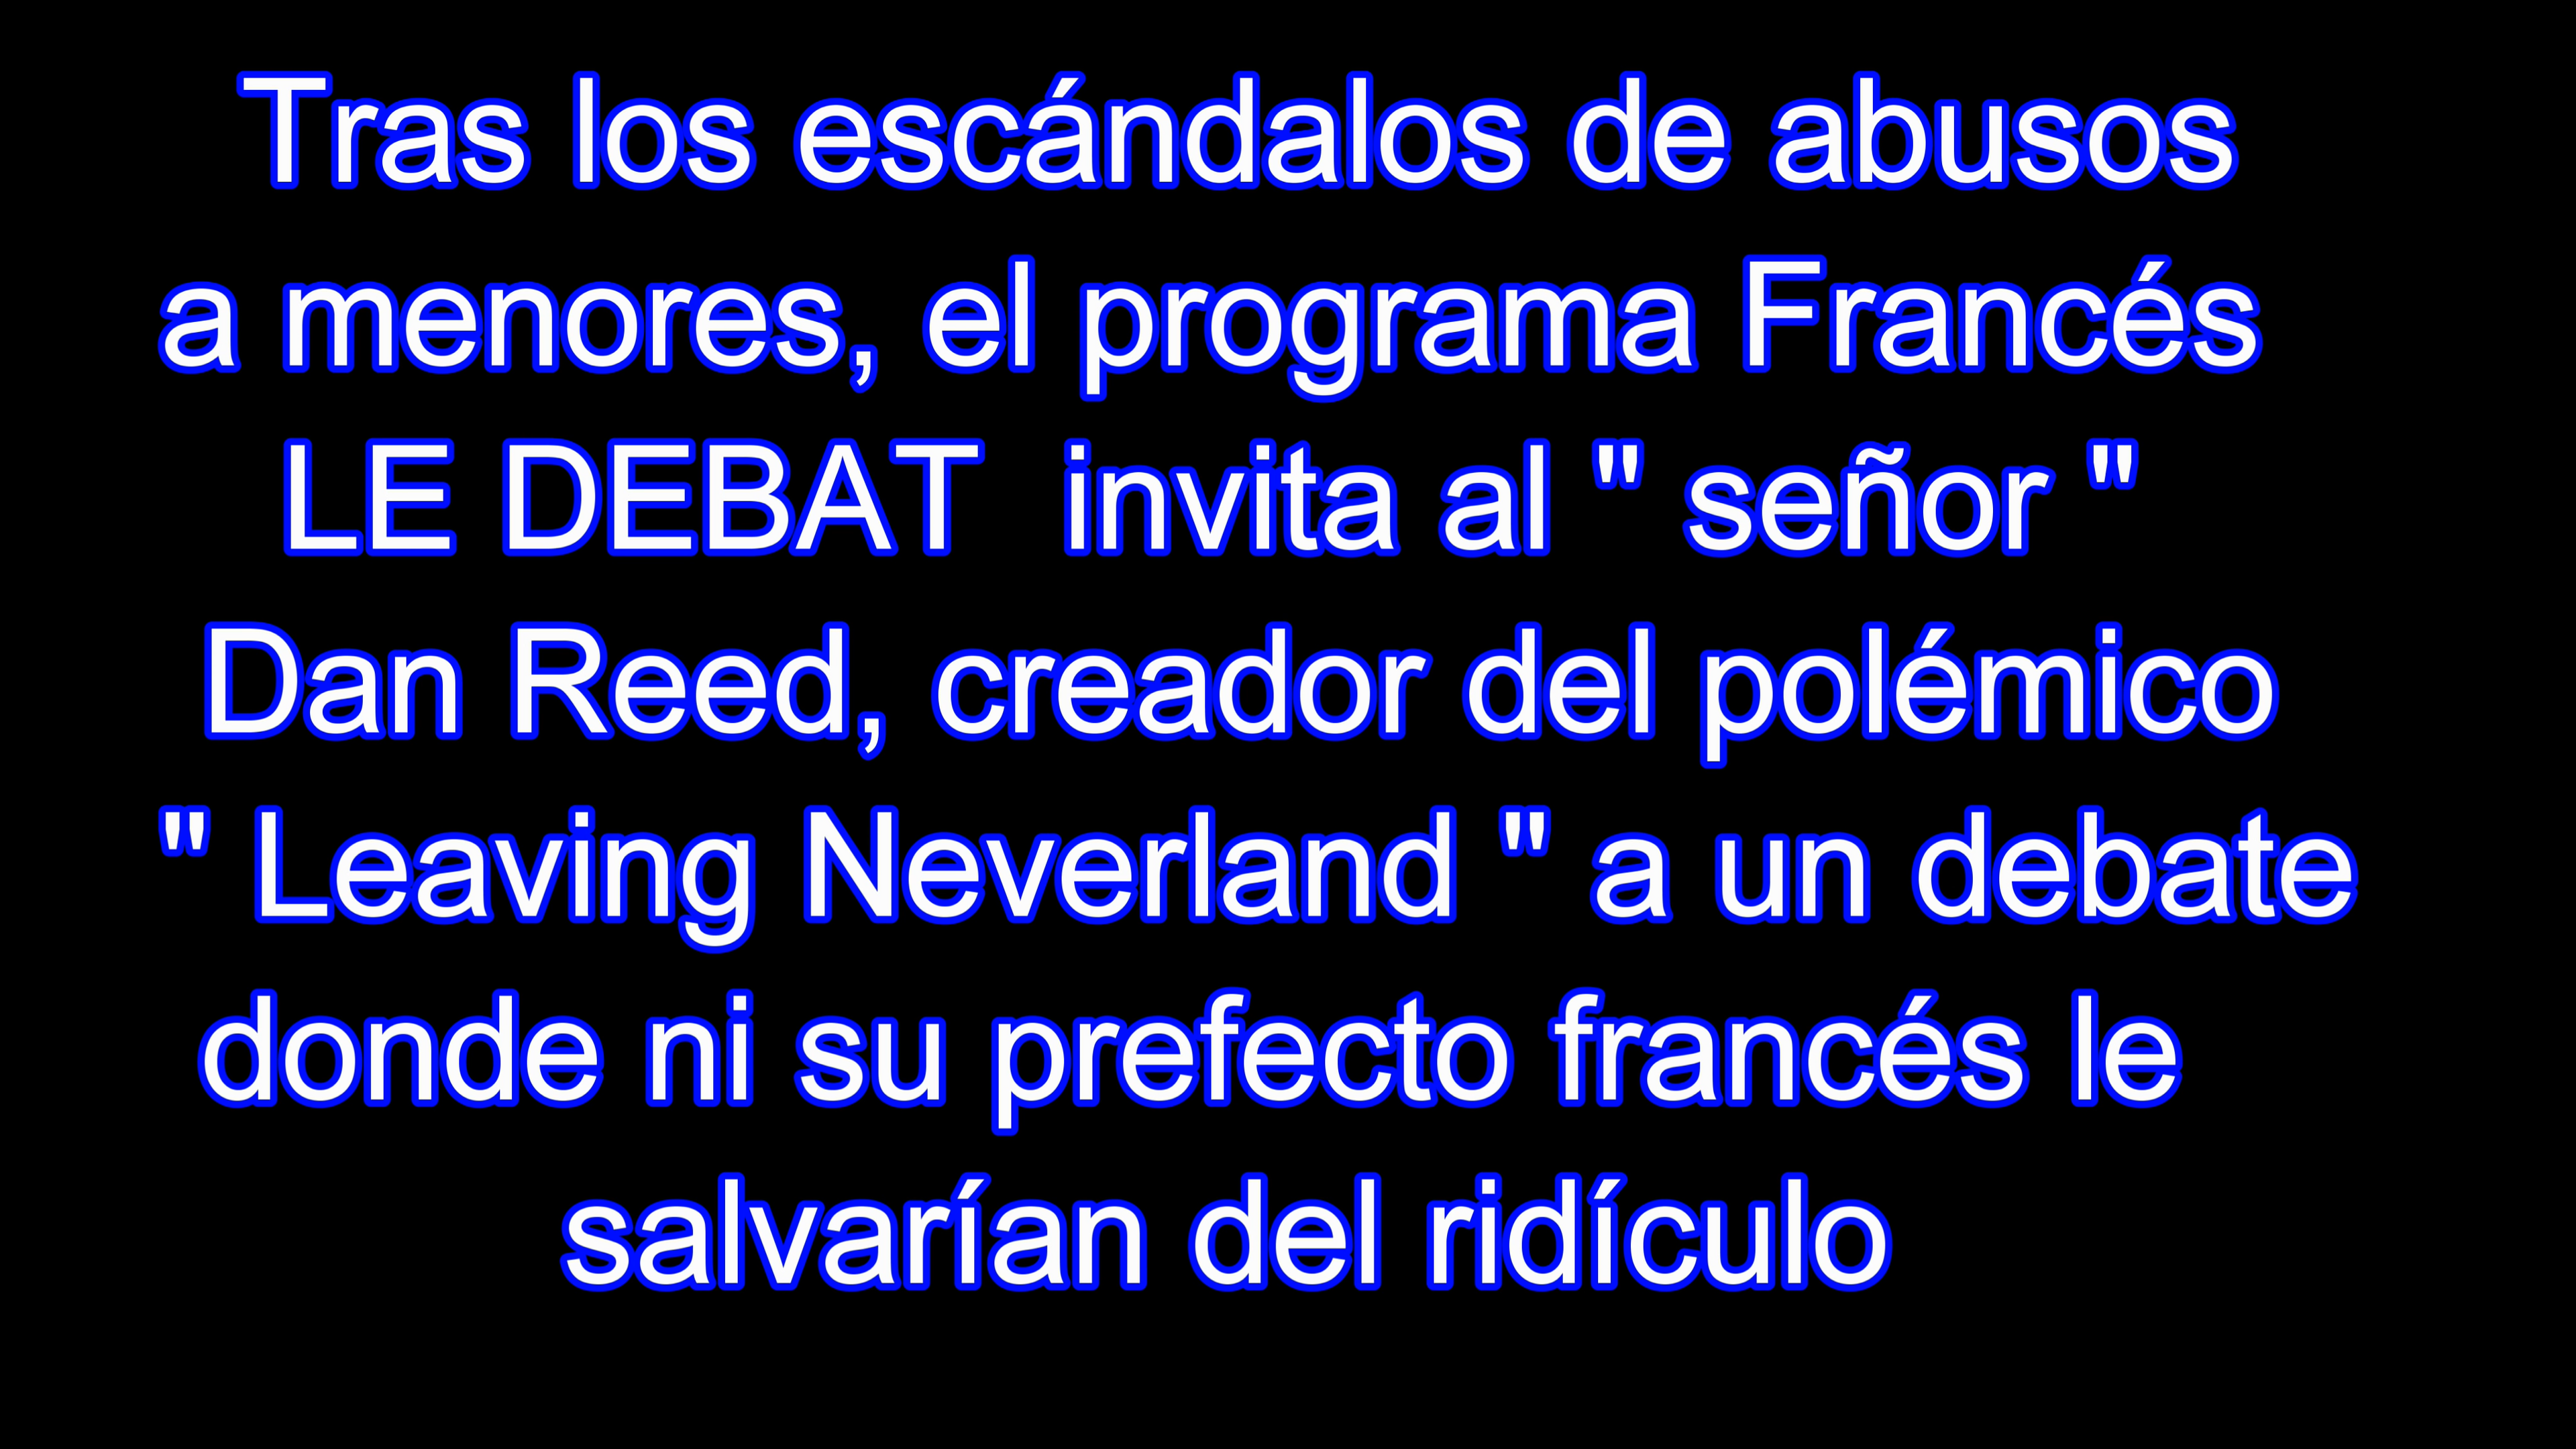 Tras los escándalos de abusos
a menores, el programa Francés
LE DEBAT  invita al " señor "
Dan Reed, creador del polémico
" Leaving Neverland " a un debate
donde ni su prefecto francés le
salvarían del ridículo